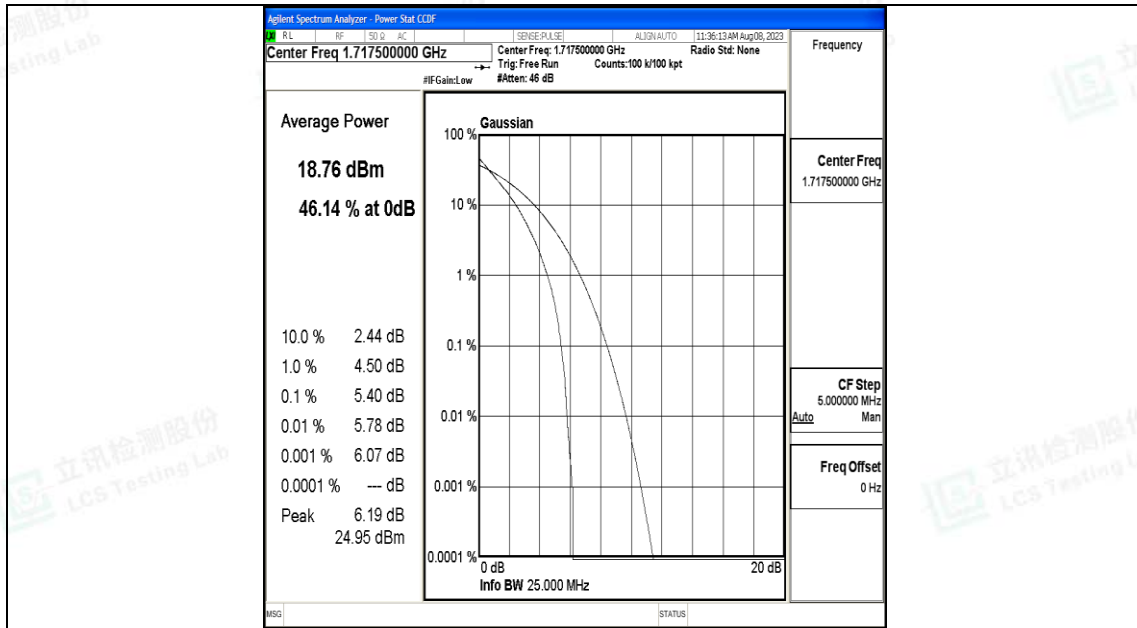 Agilent Spectrum Analyzer - Power Stat CCDF
RL RF 50 Ω AC SENSE:PULSE ALIGN AUTO 11:36:13 AM Aug 08, 2023
Center Freq 1.717500000 GHz
Center Freq: 1.717500000 GHz Radio Std: None
Trig: Free Run Counts:100 k/100 kpt
#IFGain:Low #Atten: 46 dB
Frequency
Average Power
18.76 dBm
46.14 % at 0dB
10.0 % 2.44 dB
1.0 % 4.50 dB
0.1 % 5.40 dB
0.01 % 5.78 dB
0.001 % 6.07 dB
0.0001 % --- dB
Peak 6.19 dB
24.95 dBm
Gaussian
100 %
10 %
1 %
0.1 %
0.01 %
0.001 %
0.0001 %
0 dB 20 dB
Info BW 25.000 MHz
Center Freq
1.717500000 GHz
CF Step
5.000000 MHz
Auto Man
Freq Offset
0 Hz
MSG STATUS
立讯检测股份
LCS Testing Lab
立讯检测股份